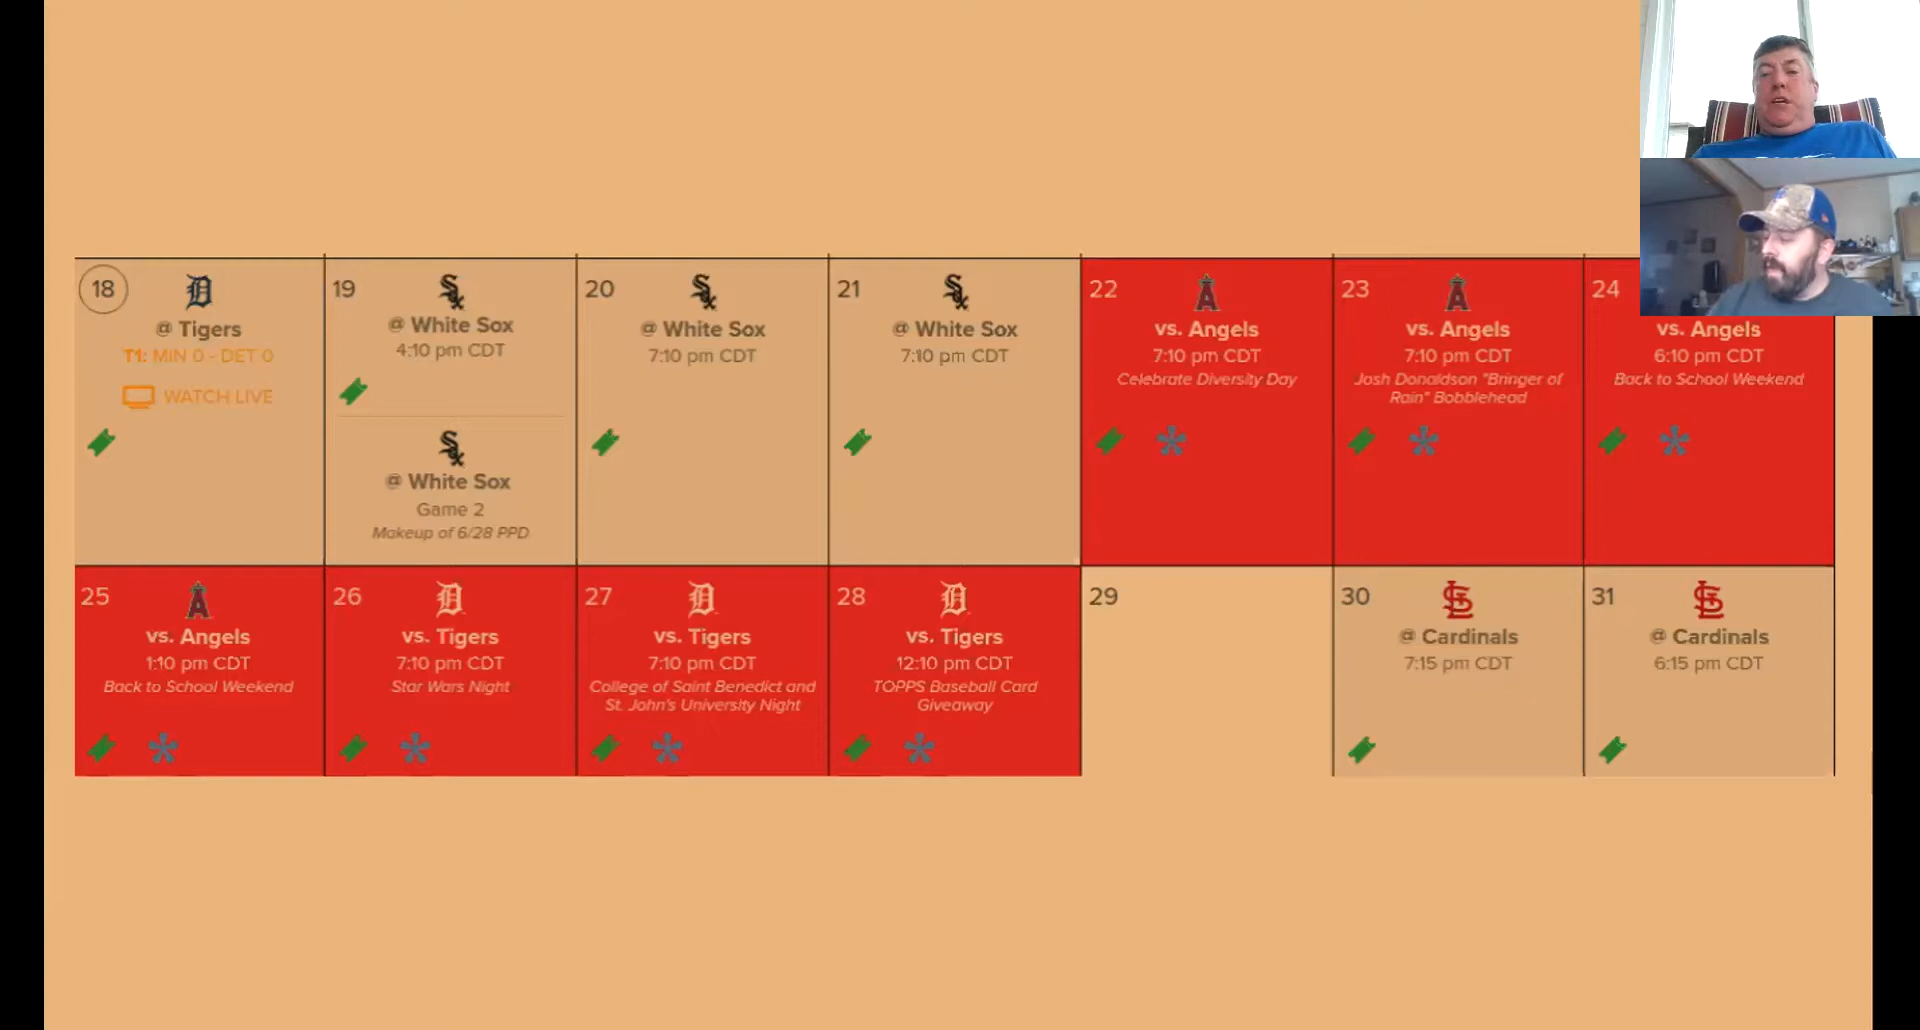 18
@ Tigers
T1: MIN 0 - DET 0
WATCH LIVE
19
@ White Sox
4:10 pm CDT
@ White Sox
Game 2
Makeup of 6/28 PPD
20
@ White Sox
7:10 pm CDT
21
@ White Sox
7:10 pm CDT
22
vs. Angels
7:10 pm CDT
Celebrate Diversity Day
23
vs. Angels
7:10 pm CDT
Josh Donaldson "Bringer of
Rain" Bobblehead
24
vs. Angels
6:10 pm CDT
Back to School Weekend
25
vs. Angels
1:10 pm CDT
Back to School Weekend
26
vs. Tigers
7:10 pm CDT
Star Wars Night
27
vs. Tigers
7:10 pm CDT
College of Saint Benedict and
St. John's University Night
28
vs. Tigers
12:10 pm CDT
TOPPS Baseball Card
Giveaway
29
30
@ Cardinals
7:15 pm CDT
31
@ Cardinals
6:15 pm CDT